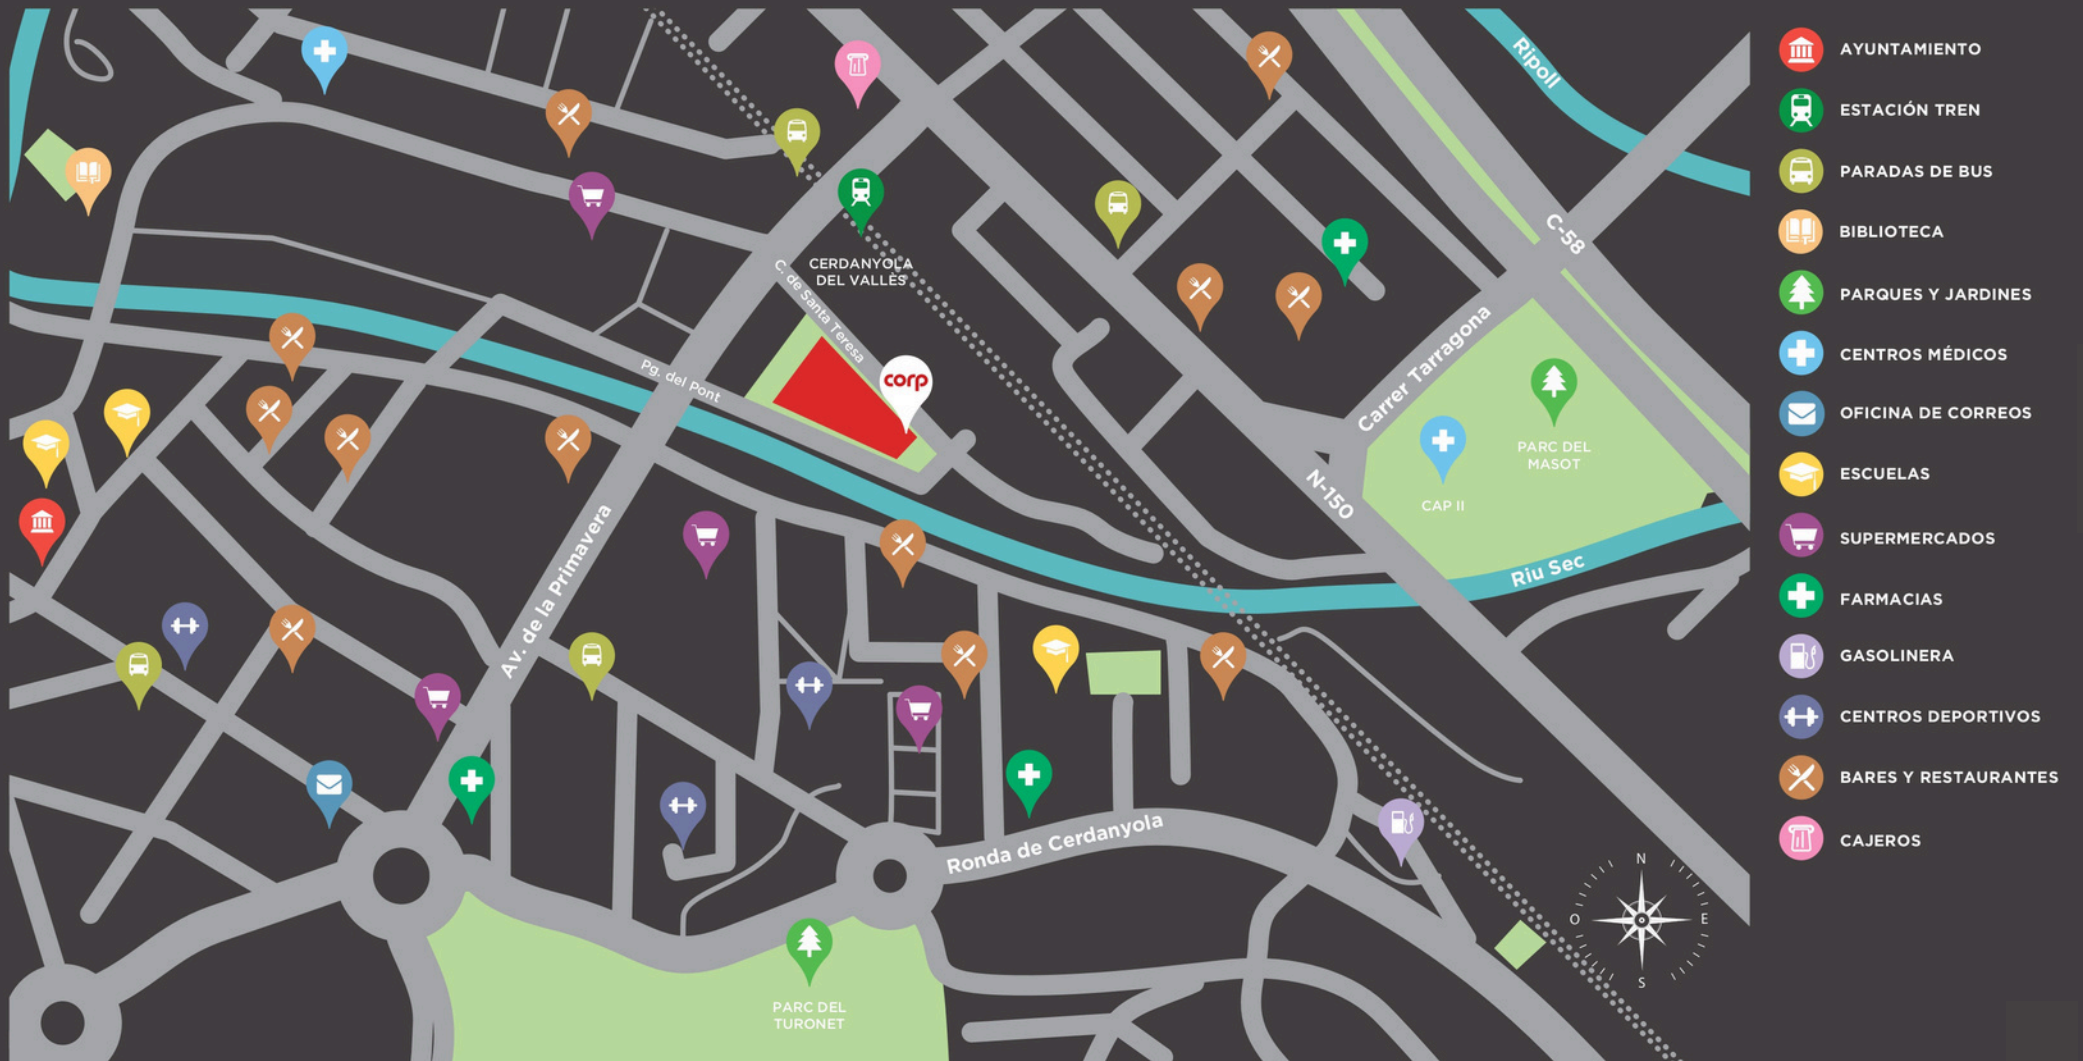 Ripoll
C-58
CERDANYOLA
DEL VALLÈS
C. de Santa Teresa
Pg. del Pont
corp
Carrer Tarragona
PARC DEL
MASOT
CAP II
N-150
Riu Sec
Av. de la Primavera
Ronda de Cerdanyola
PARC DEL
TURONET
N
O
E
S
AYUNTAMIENTO
ESTACIÓN TREN
PARADAS DE BUS
BIBLIOTECA
PARQUES Y JARDINES
CENTROS MÉDICOS
OFICINA DE CORREOS
ESCUELAS
SUPERMERCADOS
FARMACIAS
GASOLINERA
CENTROS DEPORTIVOS
BARES Y RESTAURANTES
CAJEROS